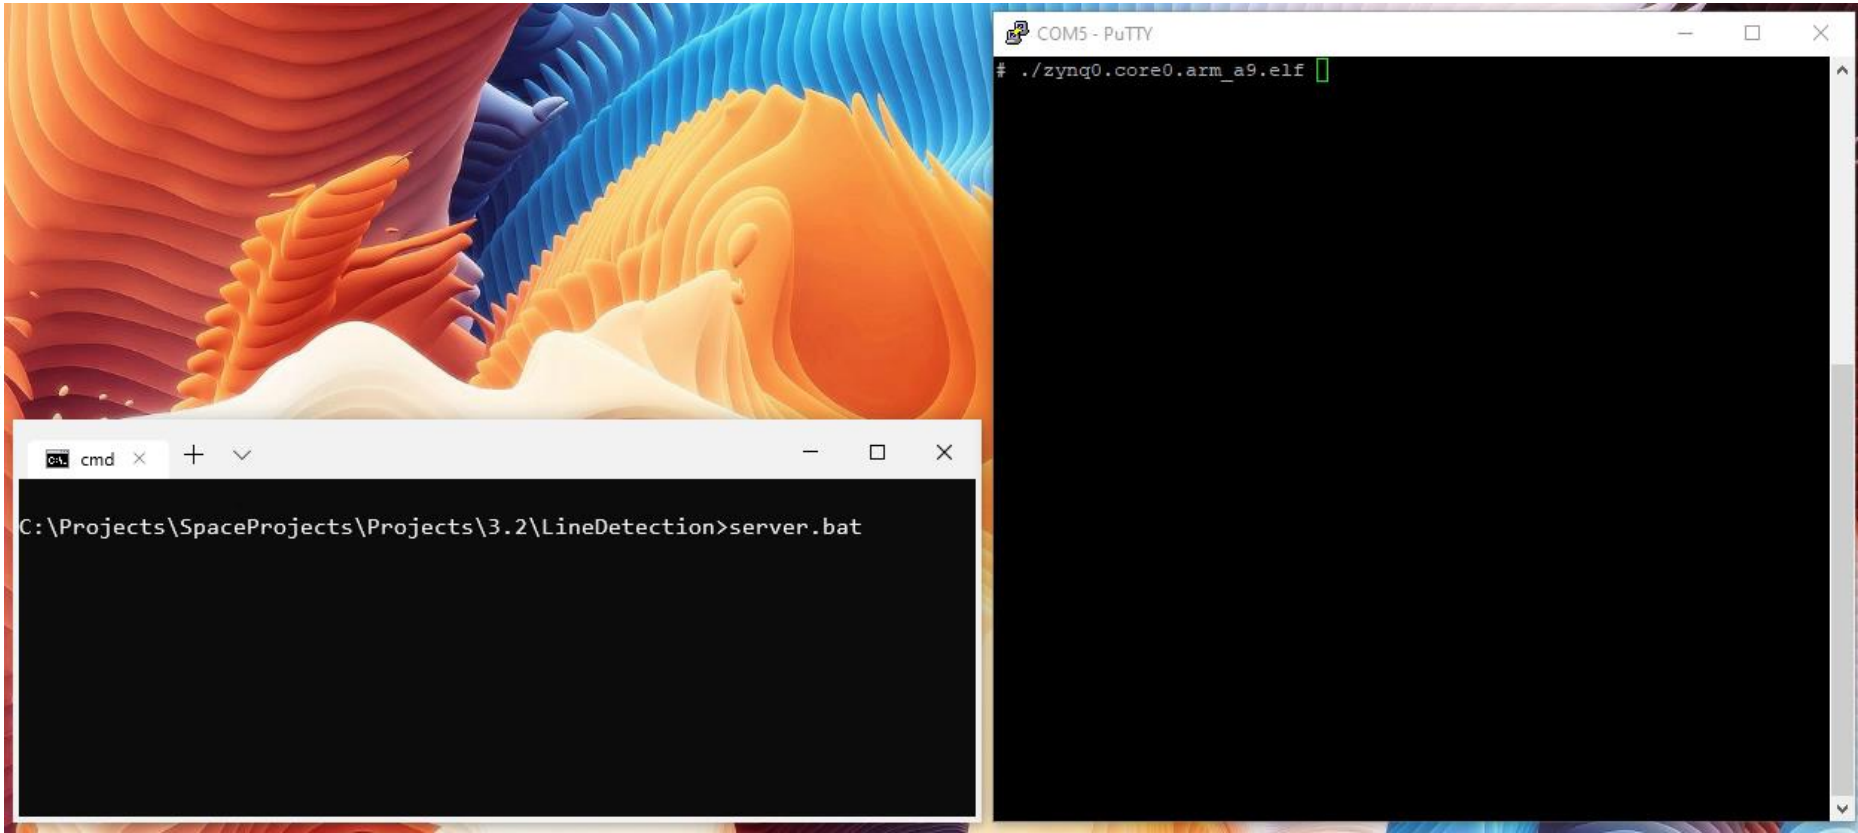 COM5 - PuTTY
# ./zynq0.core0.arm_a9.elf
cmd
C:\Projects\SpaceProjects\Projects\3.2\LineDetection>server.bat